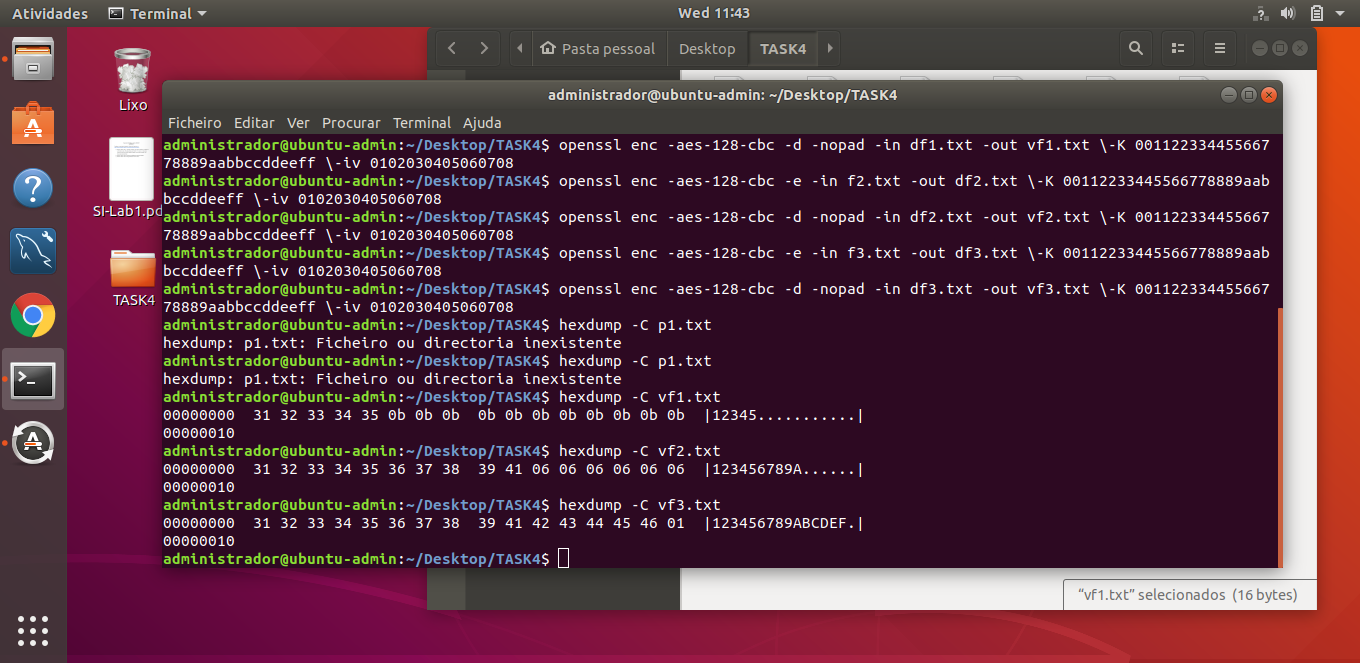 Atividades Terminal Wed 11:43
Pasta pessoal Desktop TASK4
Lixo
SI-Lab1.pd
TASK4
administrador@ubuntu-admin: ~/Desktop/TASK4
Ficheiro Editar Ver Procurar Terminal Ajuda
administrador@ubuntu-admin:~/Desktop/TASK4$ openssl enc -aes-128-cbc -d -nopad -in df1.txt -out vf1.txt \-K 001122334455667
78889aabbccddeeff \-iv 0102030405060708
administrador@ubuntu-admin:~/Desktop/TASK4$ openssl enc -aes-128-cbc -e -in f2.txt -out df2.txt \-K 00112233445566778889aab
bccddeeff \-iv 0102030405060708
administrador@ubuntu-admin:~/Desktop/TASK4$ openssl enc -aes-128-cbc -d -nopad -in df2.txt -out vf2.txt \-K 001122334455667
78889aabbccddeeff \-iv 0102030405060708
administrador@ubuntu-admin:~/Desktop/TASK4$ openssl enc -aes-128-cbc -e -in f3.txt -out df3.txt \-K 00112233445566778889aab
bccddeeff \-iv 0102030405060708
administrador@ubuntu-admin:~/Desktop/TASK4$ openssl enc -aes-128-cbc -d -nopad -in df3.txt -out vf3.txt \-K 001122334455667
78889aabbccddeeff \-iv 0102030405060708
administrador@ubuntu-admin:~/Desktop/TASK4$ hexdump -C p1.txt
hexdump: p1.txt: Ficheiro ou directoria inexistente
administrador@ubuntu-admin:~/Desktop/TASK4$ hexdump -C p1.txt
hexdump: p1.txt: Ficheiro ou directoria inexistente
administrador@ubuntu-admin:~/Desktop/TASK4$ hexdump -C vf1.txt
00000000  31 32 33 34 35 0b 0b 0b  0b 0b 0b 0b 0b 0b 0b 0b  |12345...........|
00000010
administrador@ubuntu-admin:~/Desktop/TASK4$ hexdump -C vf2.txt
00000000  31 32 33 34 35 36 37 38  39 41 06 06 06 06 06 06  |123456789A......|
00000010
administrador@ubuntu-admin:~/Desktop/TASK4$ hexdump -C vf3.txt
00000000  31 32 33 34 35 36 37 38  39 41 42 43 44 45 46 01  |123456789ABCDEF.|
00000010
administrador@ubuntu-admin:~/Desktop/TASK4$
“vf1.txt” selecionados (16 bytes)